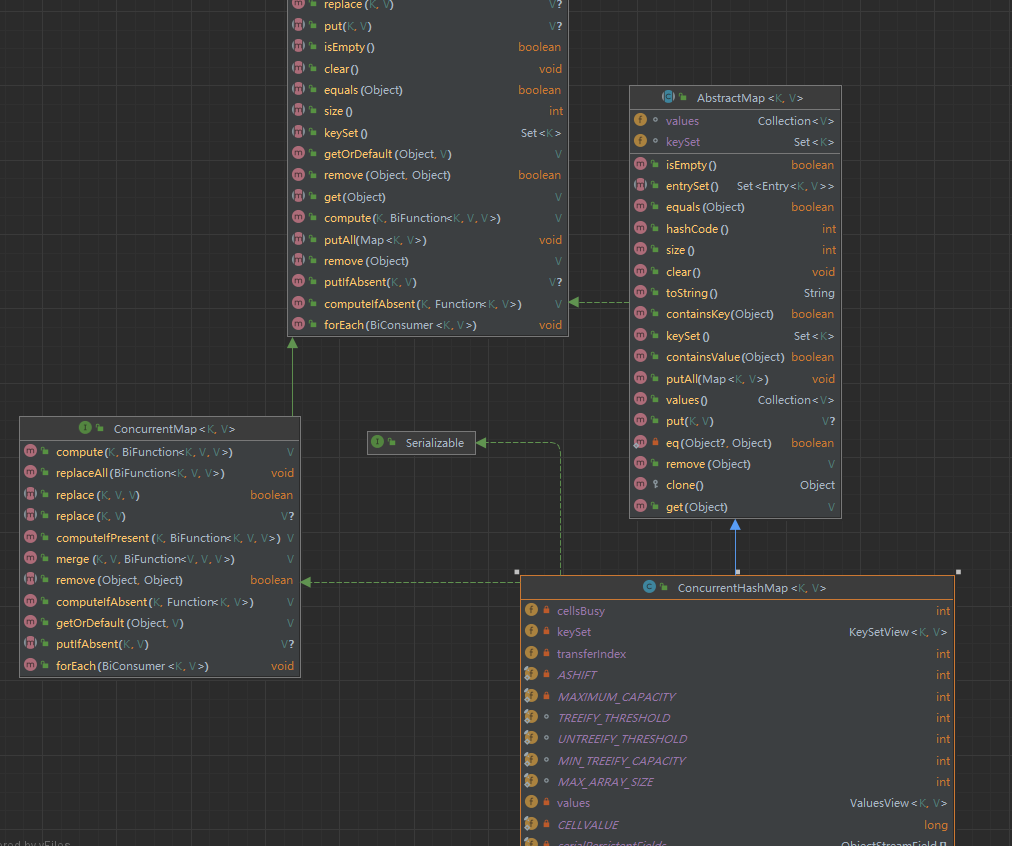 replace(K, V) V?
put(K, V) V?
isEmpty() boolean
clear() void
equals(Object) boolean
size() int
keySet() Set<K>
getOrDefault(Object, V) V
remove(Object, Object) boolean
get(Object) V
compute(K, BiFunction<K, V, V>) V
putAll(Map<K, V>) void
remove(Object) V
putIfAbsent(K, V) V?
computeIfAbsent(K, Function<K, V>) V
forEach(BiConsumer<K, V>) void
AbstractMap<K, V>
values Collection<V>
keySet Set<K>
isEmpty() boolean
entrySet() Set<Entry<K, V>>
equals(Object) boolean
hashCode() int
size() int
clear() void
toString() String
containsKey(Object) boolean
keySet() Set<K>
containsValue(Object) boolean
putAll(Map<K, V>) void
values() Collection<V>
put(K, V) V?
eq(Object?, Object) boolean
remove(Object) V
clone() Object
get(Object) V
ConcurrentMap<K, V>
compute(K, BiFunction<K, V, V>) V
replaceAll(BiFunction<K, V, V>) void
replace(K, V, V) boolean
replace(K, V) V?
computeIfPresent(K, BiFunction<K, V, V>) V
merge(K, V, BiFunction<V, V, V>) V
remove(Object, Object) boolean
computeIfAbsent(K, Function<K, V>) V
getOrDefault(Object, V) V
putIfAbsent(K, V) V?
forEach(BiConsumer<K, V>) void
Serializable
ConcurrentHashMap<K, V>
cellsBusy int
keySet KeySetView<K, V>
transferIndex int
ASHIFT int
MAXIMUM_CAPACITY int
TREEIFY_THRESHOLD int
UNTREEIFY_THRESHOLD int
MIN_TREEIFY_CAPACITY int
MAX_ARRAY_SIZE int
values ValuesView<K, V>
CELLVALUE long
serialPersistentFields ObjectStreamField[]
yFiles